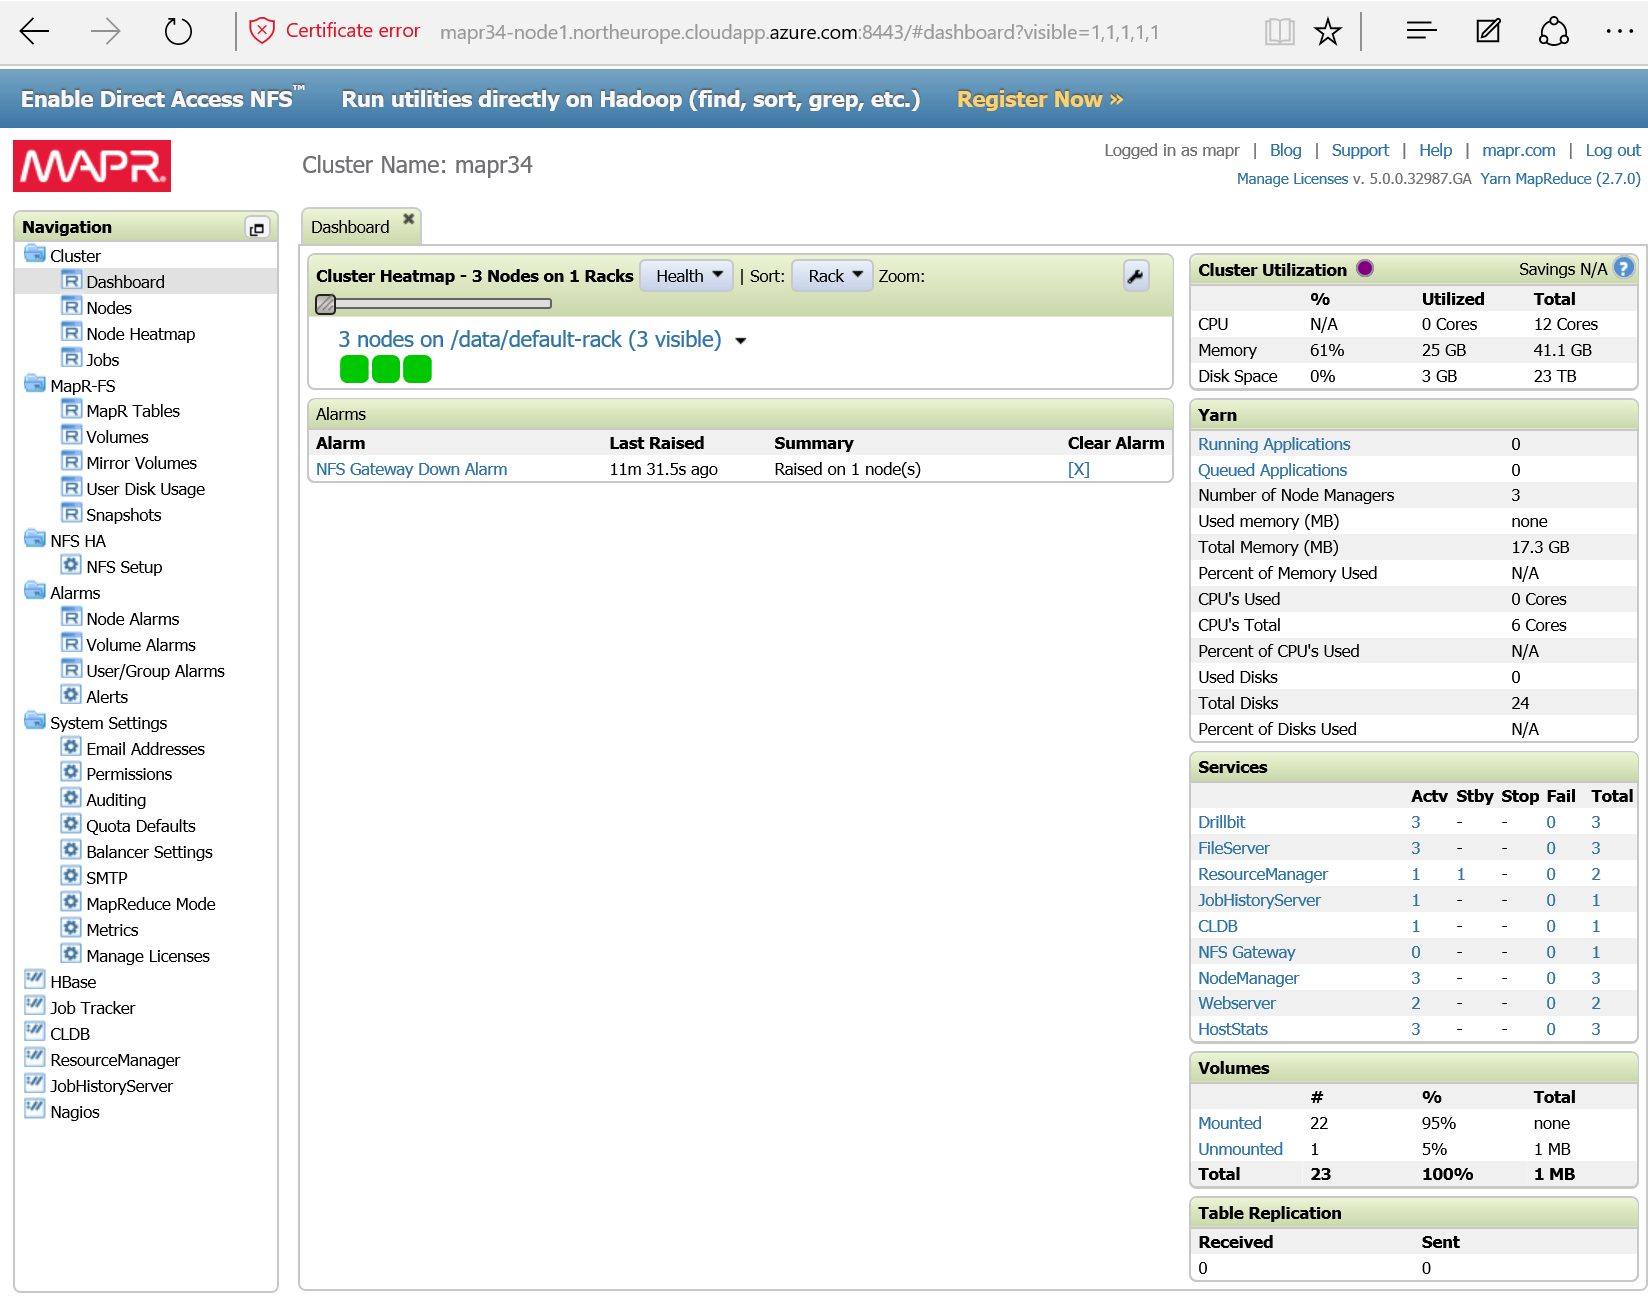 Certificate error mapr34-node1.northeurope.cloudapp.azure.com:8443/#dashboard?visible=1,1,1,1,1
Enable Direct Access NFS™ Run utilities directly on Hadoop (find, sort, grep, etc.) Register Now »
MAPR.
Cluster Name: mapr34
Logged in as mapr | Blog | Support | Help | mapr.com | Log out
Manage Licenses v. 5.0.0.32987.GA Yarn MapReduce (2.7.0)
Navigation
Cluster
Dashboard
Nodes
Node Heatmap
Jobs
MapR-FS
MapR Tables
Volumes
Mirror Volumes
User Disk Usage
Snapshots
NFS HA
NFS Setup
Alarms
Node Alarms
Volume Alarms
User/Group Alarms
Alerts
System Settings
Email Addresses
Permissions
Auditing
Quota Defaults
Balancer Settings
SMTP
MapReduce Mode
Metrics
Manage Licenses
HBase
Job Tracker
CLDB
ResourceManager
JobHistoryServer
Nagios
Dashboard
Cluster Heatmap - 3 Nodes on 1 Racks Health | Sort: Rack Zoom:
3 nodes on /data/default-rack (3 visible)
Alarms
Alarm Last Raised Summary Clear Alarm
NFS Gateway Down Alarm 11m 31.5s ago Raised on 1 node(s) [X]
Cluster Utilization Savings N/A ?
% Utilized Total
CPU N/A 0 Cores 12 Cores
Memory 61% 25 GB 41.1 GB
Disk Space 0% 3 GB 23 TB
Yarn
Running Applications 0
Queued Applications 0
Number of Node Managers 3
Used memory (MB) none
Total Memory (MB) 17.3 GB
Percent of Memory Used N/A
CPU's Used 0 Cores
CPU's Total 6 Cores
Percent of CPU's Used N/A
Used Disks 0
Total Disks 24
Percent of Disks Used N/A
Services
Actv Stby Stop Fail Total
Drillbit 3 - - 0 3
FileServer 3 - - 0 3
ResourceManager 1 1 - 0 2
JobHistoryServer 1 - - 0 1
CLDB 1 - - 0 1
NFS Gateway 0 - - 0 1
NodeManager 3 - - 0 3
Webserver 2 - - 0 2
HostStats 3 - - 0 3
Volumes
# % Total
Mounted 22 95% none
Unmounted 1 5% 1 MB
Total 23 100% 1 MB
Table Replication
Received Sent
0 0